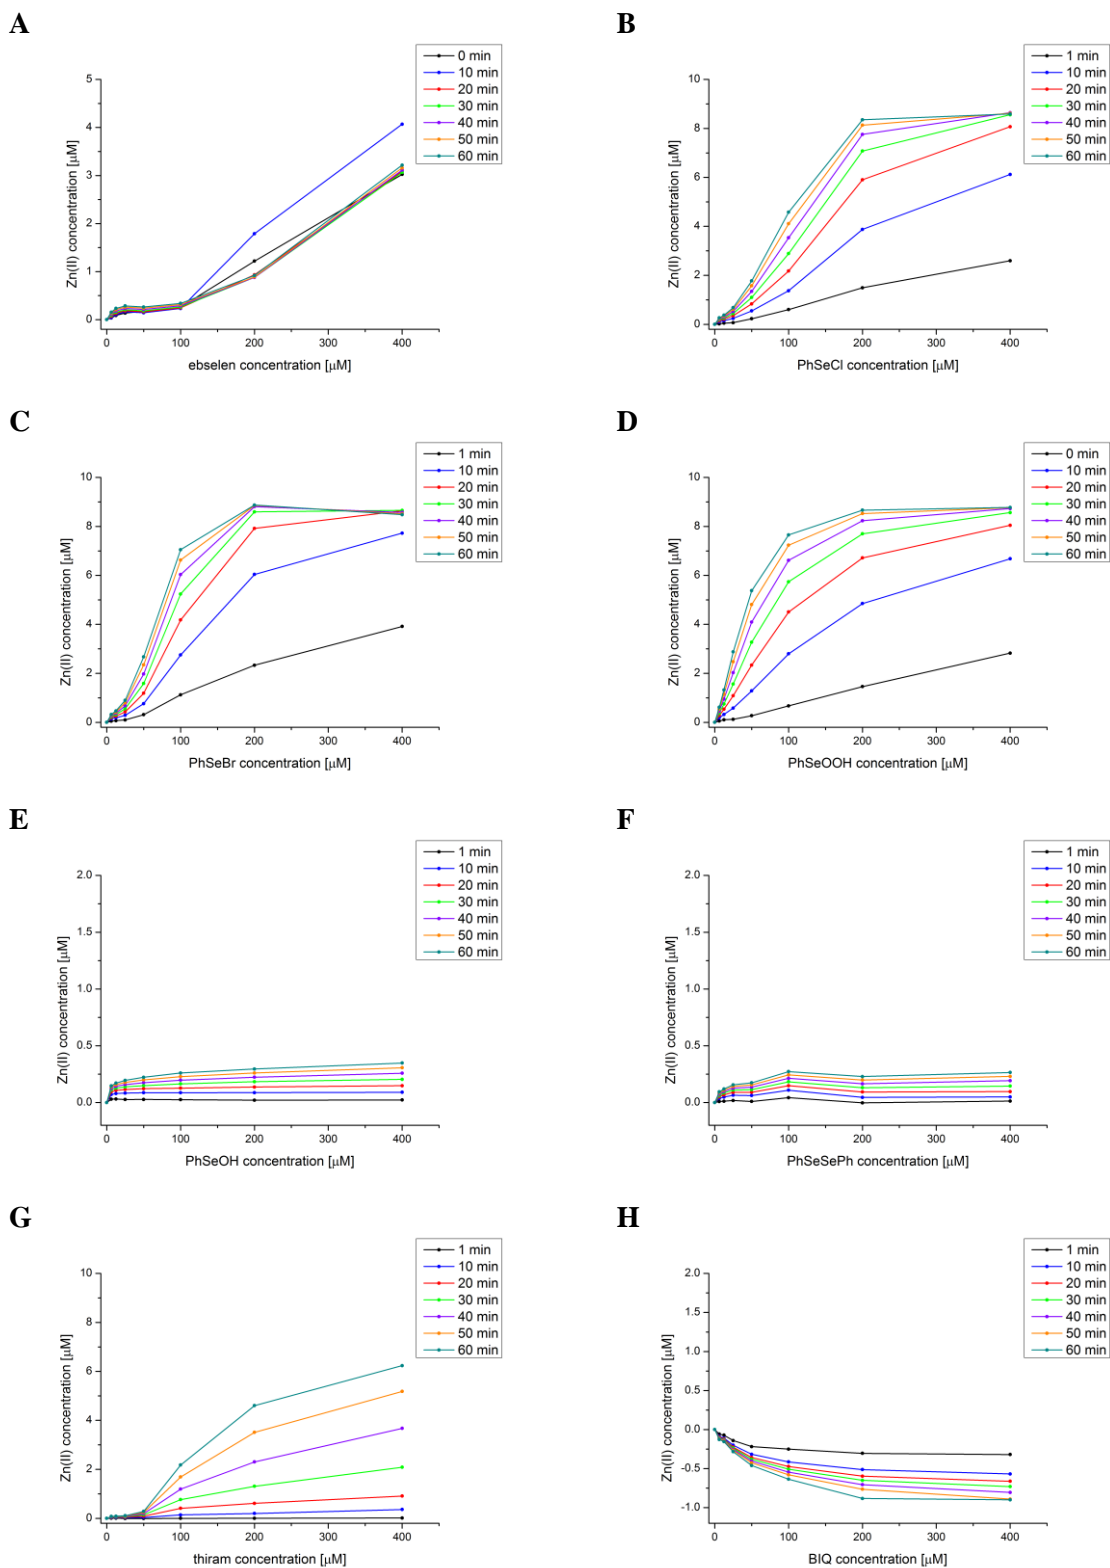 A
0 min
10 min
20 min
30 min
40 min
50 min
60 min
5
4
3
2
1
0
Zn(II) concentration [μM]
0 100 200 300 400
ebselen concentration [μM]
B
1 min
10 min
20 min
30 min
40 min
50 min
60 min
10
8
6
4
2
0
Zn(II) concentration [μM]
0 100 200 300 400
PhSeCl concentration [μM]
C
1 min
10 min
20 min
30 min
40 min
50 min
60 min
10
8
6
4
2
0
Zn(II) concentration [μM]
0 100 200 300 400
PhSeBr concentration [μM]
D
0 min
10 min
20 min
30 min
40 min
50 min
60 min
10
8
6
4
2
0
Zn(II) concentration [μM]
0 100 200 300 400
PhSeOOH concentration [μM]
E
1 min
10 min
20 min
30 min
40 min
50 min
60 min
2.0
1.5
1.0
0.5
0.0
Zn(II) concentration [μM]
0 100 200 300 400
PhSeOH concentration [μM]
F
1 min
10 min
20 min
30 min
40 min
50 min
60 min
2.0
1.5
1.0
0.5
0.0
Zn(II) concentration [μM]
0 100 200 300 400
PhSeSePh concentration [μM]
G
1 min
10 min
20 min
30 min
40 min
50 min
60 min
10
8
6
4
2
0
Zn(II) concentration [μM]
0 100 200 300 400
thiram concentration [μM]
H
1 min
10 min
20 min
30 min
40 min
50 min
60 min
2.0
1.5
1.0
0.5
0.0
-0.5
-1.0
Zn(II) concentration [μM]
0 100 200 300 400
BIQ concentration [μM]